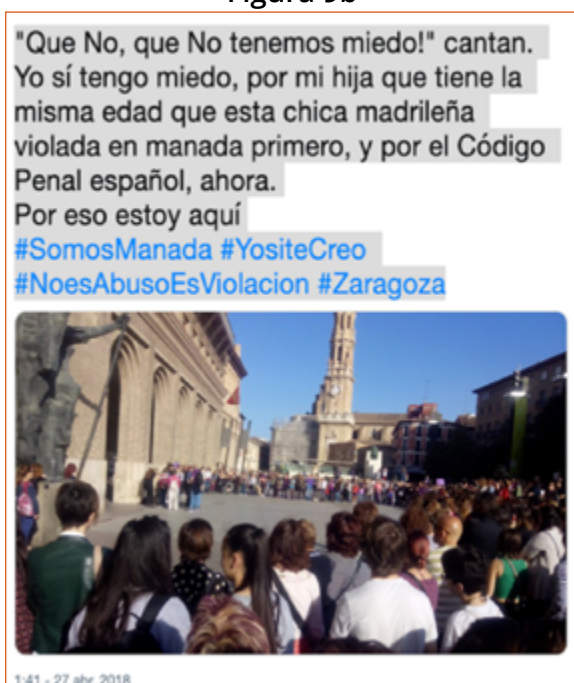 Figura 9b
"Que No, que No tenemos miedo!" cantan.
Yo sí tengo miedo, por mi hija que tiene la
misma edad que esta chica madrileña
violada en manada primero, y por el Código
Penal español, ahora.
Por eso estoy aquí
#SomosManada #YositeCreo
#NoesAbusoEsViolacion #Zaragoza
1:41 - 27 abr. 2018